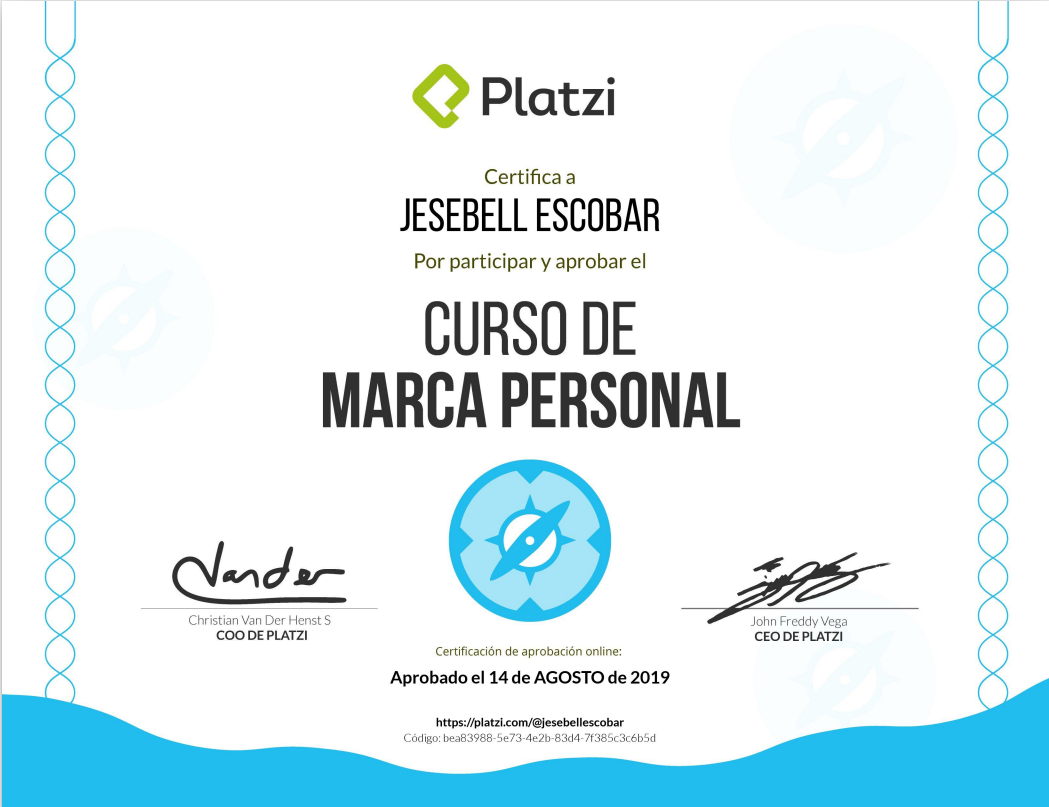 Platzi
Certifica a
JESEBELL ESCOBAR
Por participar y aprobar el
CURSO DE
MARCA PERSONAL
Vander
Christian Van Der Henst S
COO DE PLATZI
John Freddy Vega
CEO DE PLATZI
Certificación de aprobación online:
Aprobado el 14 de AGOSTO de 2019
https://platzi.com/@jesebellescobar
Código: bea83988-5e73-4e2b-83d4-7f385c3c6b5d